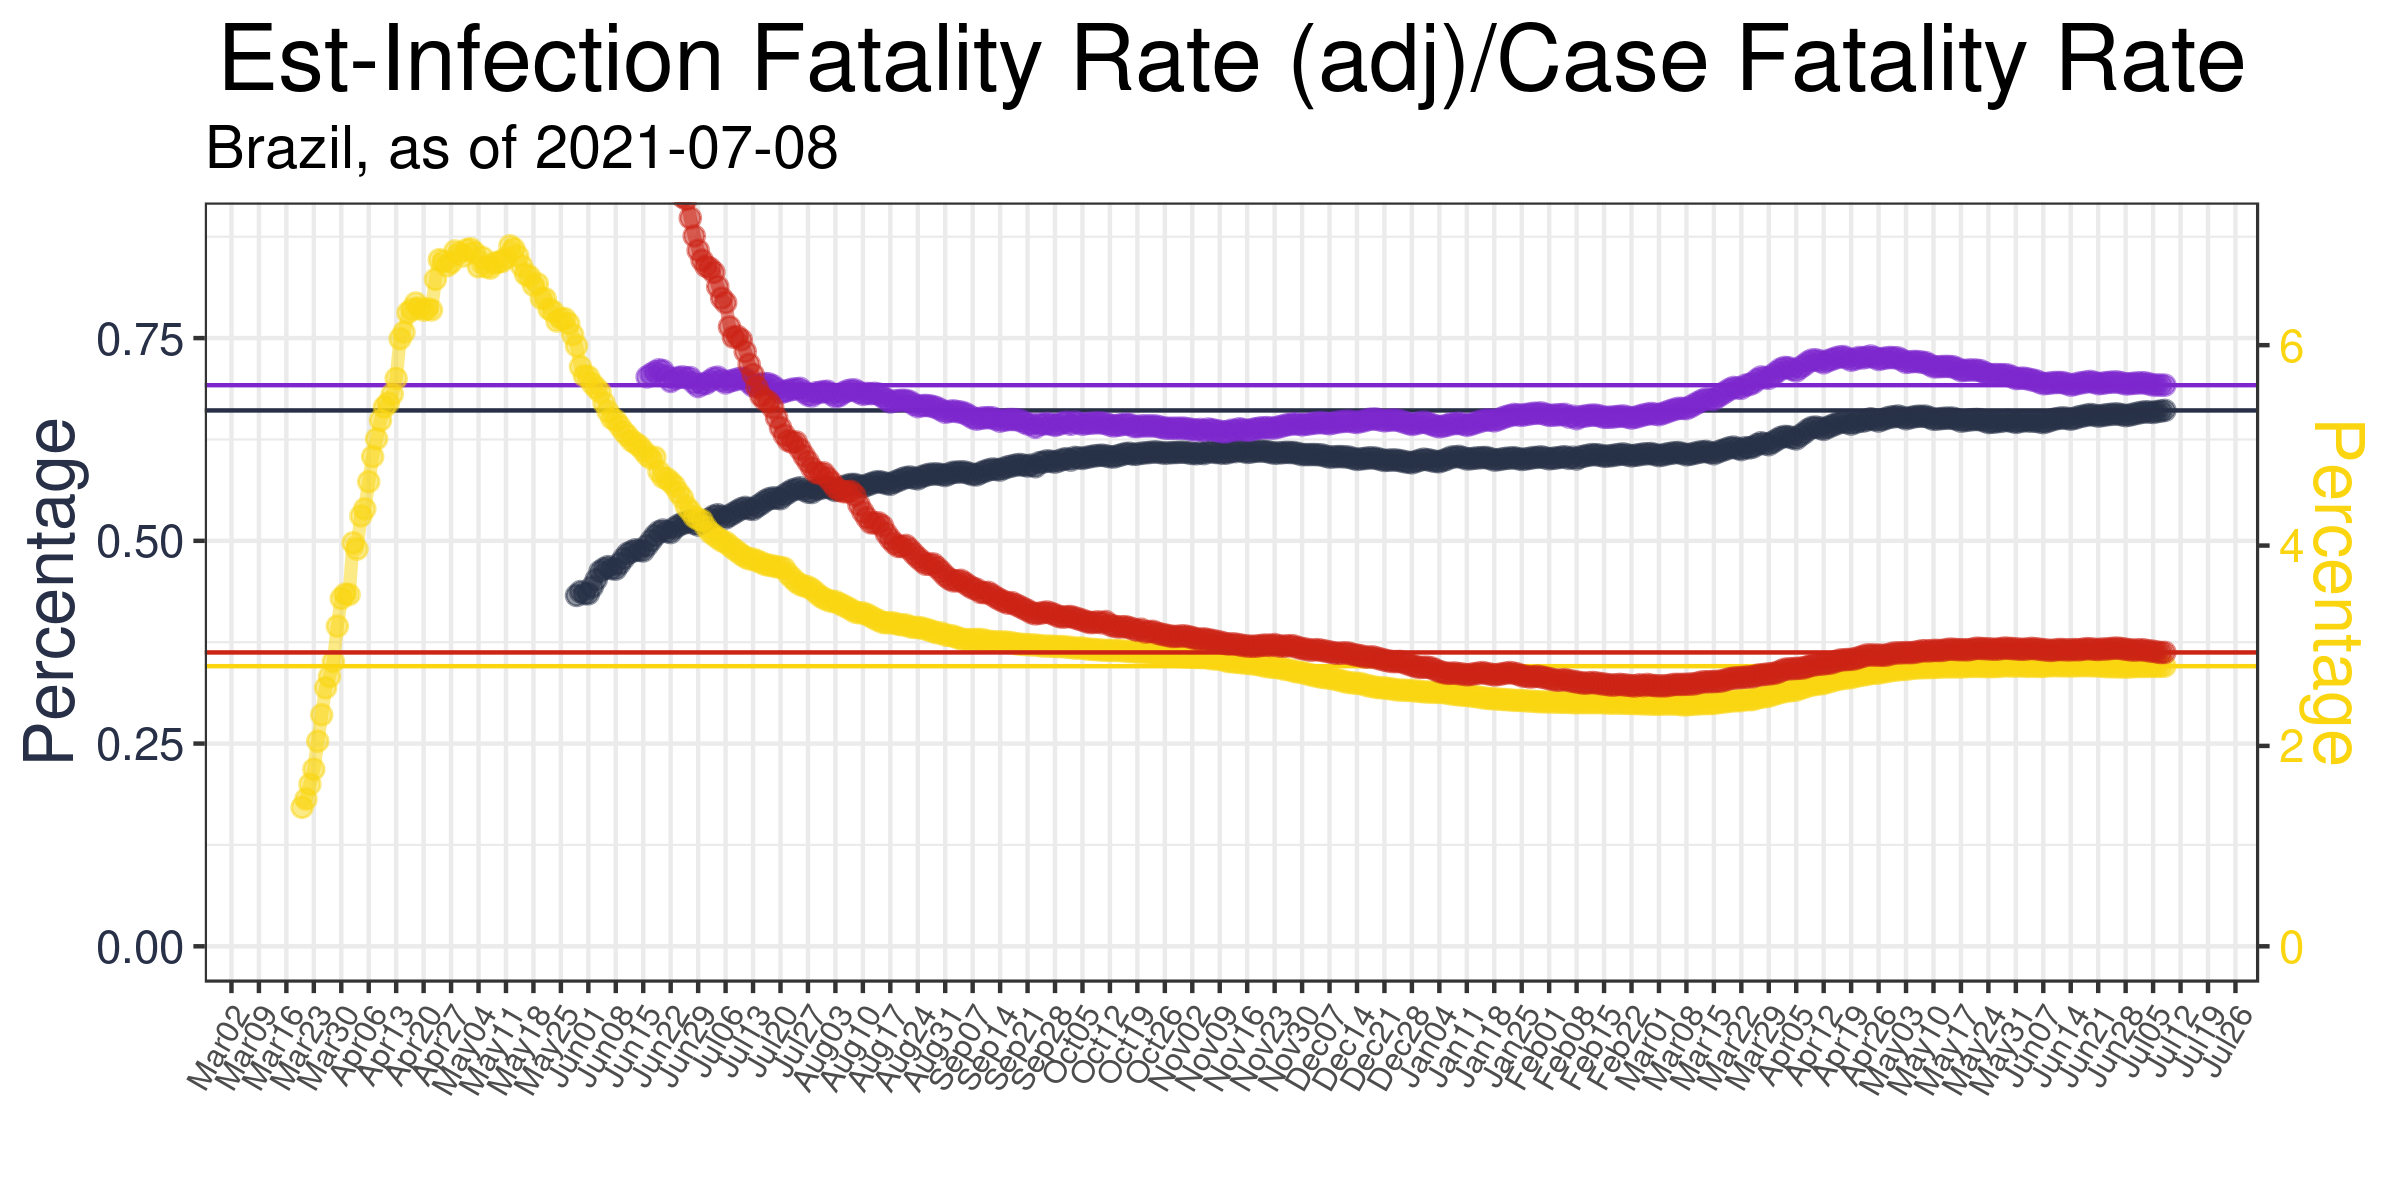 Est-Infection Fatality Rate (adj)/Case Fatality Rate
Brazil, as of 2021-07-08
Percentage
0.75
0.50
0.25
0.00
6
4
2
0
Percentage
Mar02
Mar09
Mar16
Mar23
Mar30
Apr06
Apr13
Apr20
Apr27
May04
May11
May18
May25
Jun01
Jun08
Jun15
Jun22
Jun29
Jul06
Jul13
Jul20
Jul27
Aug03
Aug10
Aug17
Aug24
Aug31
Sep07
Sep14
Sep21
Sep28
Oct05
Oct12
Oct19
Oct26
Nov02
Nov09
Nov16
Nov23
Nov30
Dec07
Dec14
Dec21
Dec28
Jan04
Jan11
Jan18
Jan25
Feb01
Feb08
Feb15
Feb22
Mar01
Mar08
Mar15
Mar22
Mar29
Apr05
Apr12
Apr19
Apr26
May03
May10
May17
May24
May31
Jun07
Jun14
Jun21
Jun28
Jul05
Jul12
Jul19
Jul26